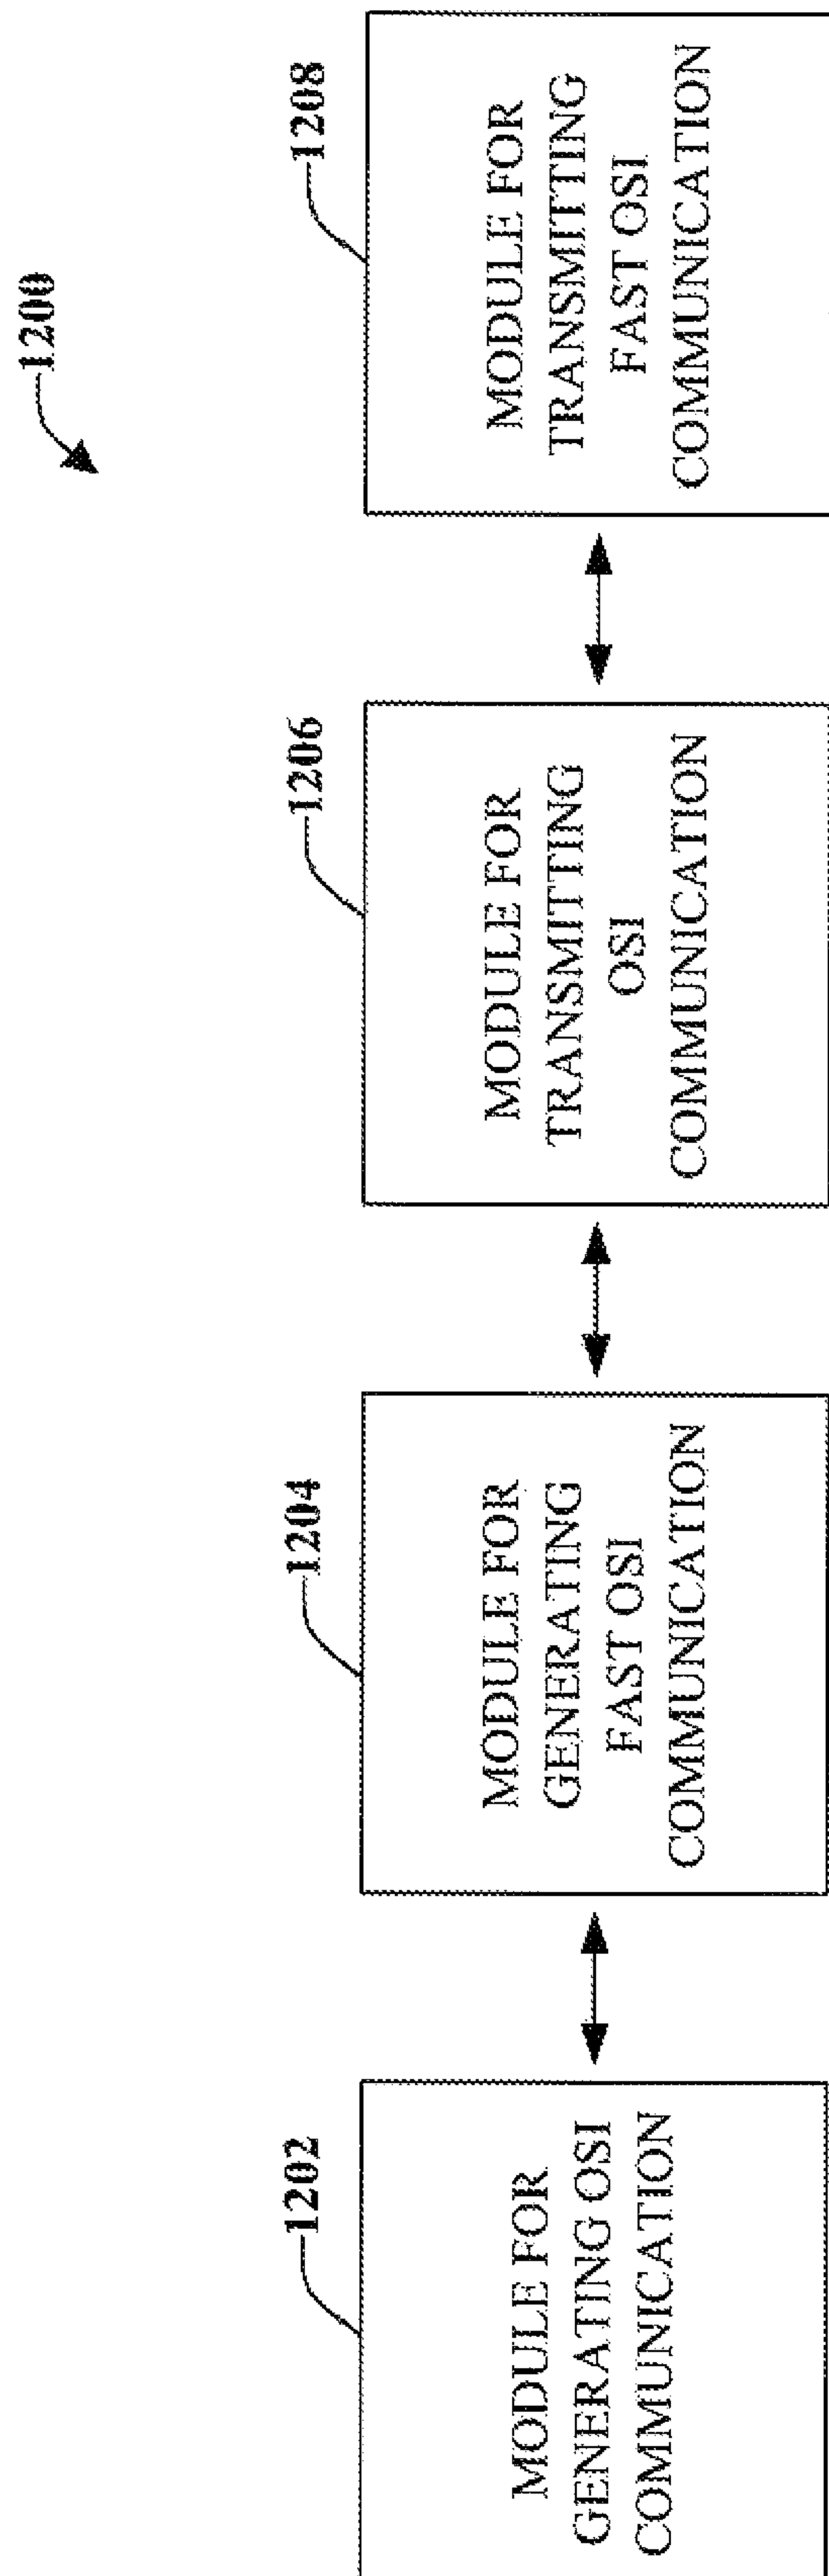 1200
1202
MODULE FOR
GENERATING OSI
COMMUNICATION
1204
MODULE FOR
GENERATING
FAST OSI
COMMUNICATION
1206
MODULE FOR
TRANSMITTING
OSI
COMMUNICATION
1208
MODULE FOR
TRANSMITTING
FAST OSI
COMMUNICATION